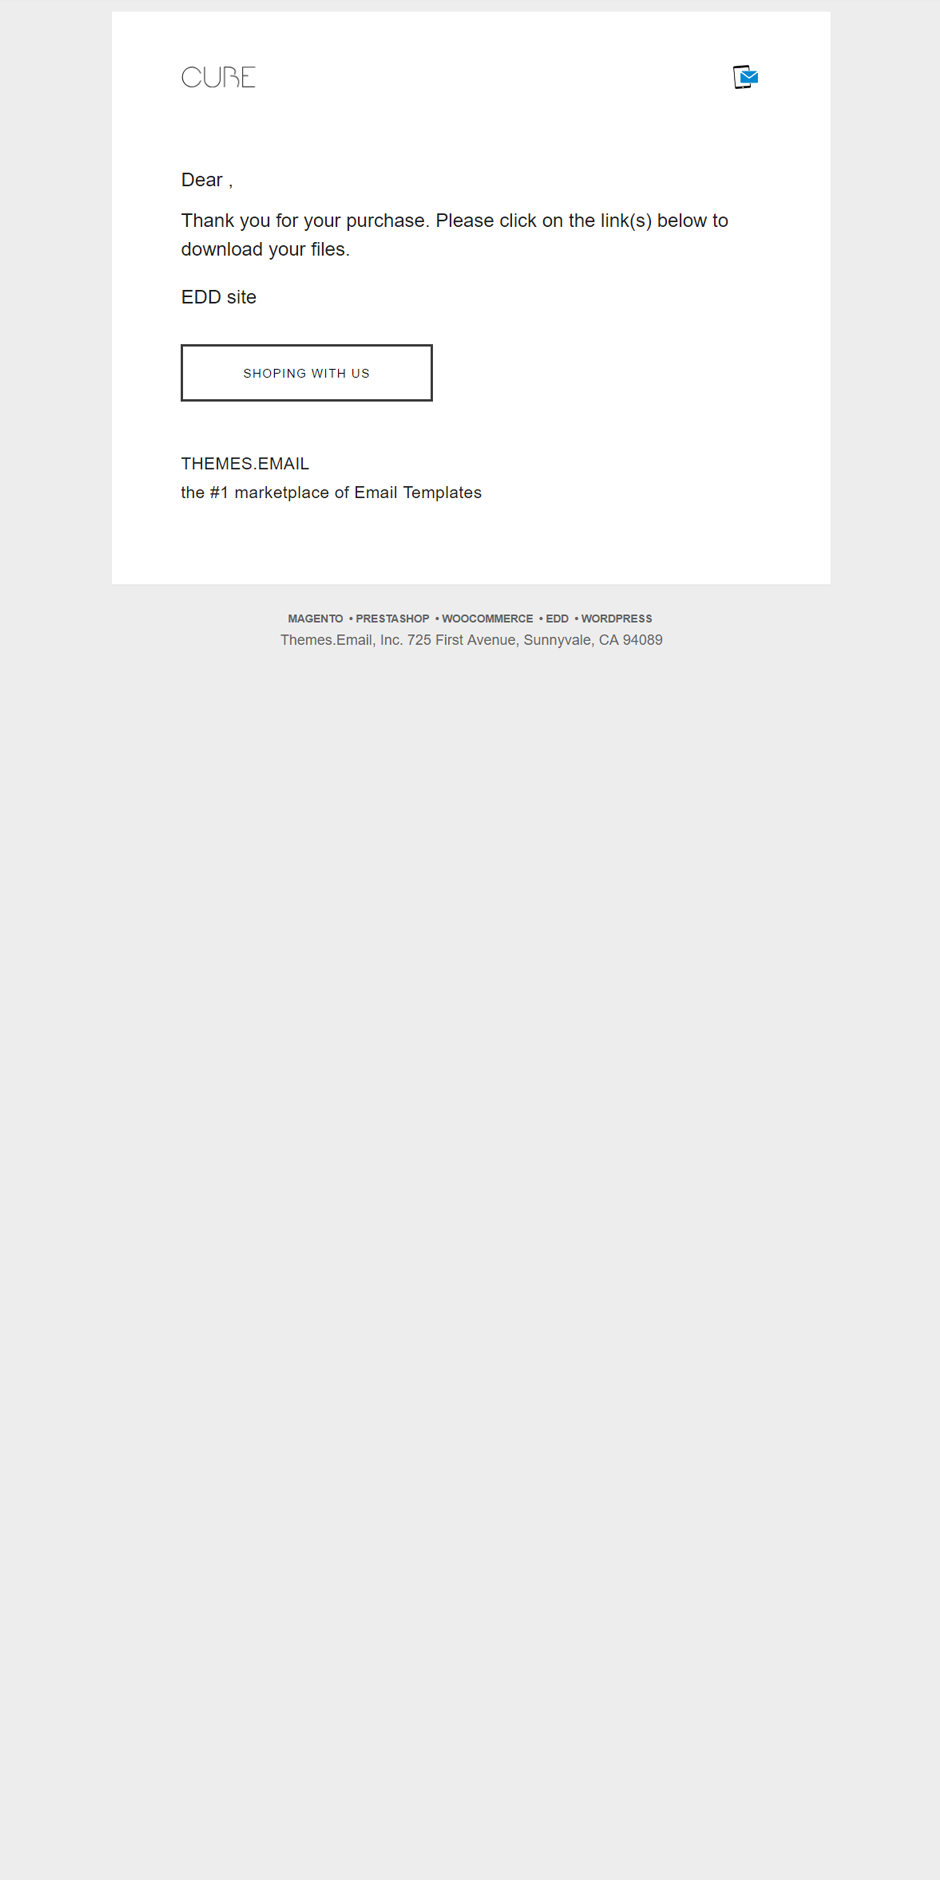 CUBE
Dear ,
Thank you for your purchase. Please click on the link(s) below to
download your files.
EDD site
SHOPING WITH US
THEMES.EMAIL
the #1 marketplace of Email Templates
MAGENTO • PRESTASHOP • WOOCOMMERCE • EDD • WORDPRESS
Themes.Email, Inc. 725 First Avenue, Sunnyvale, CA 94089